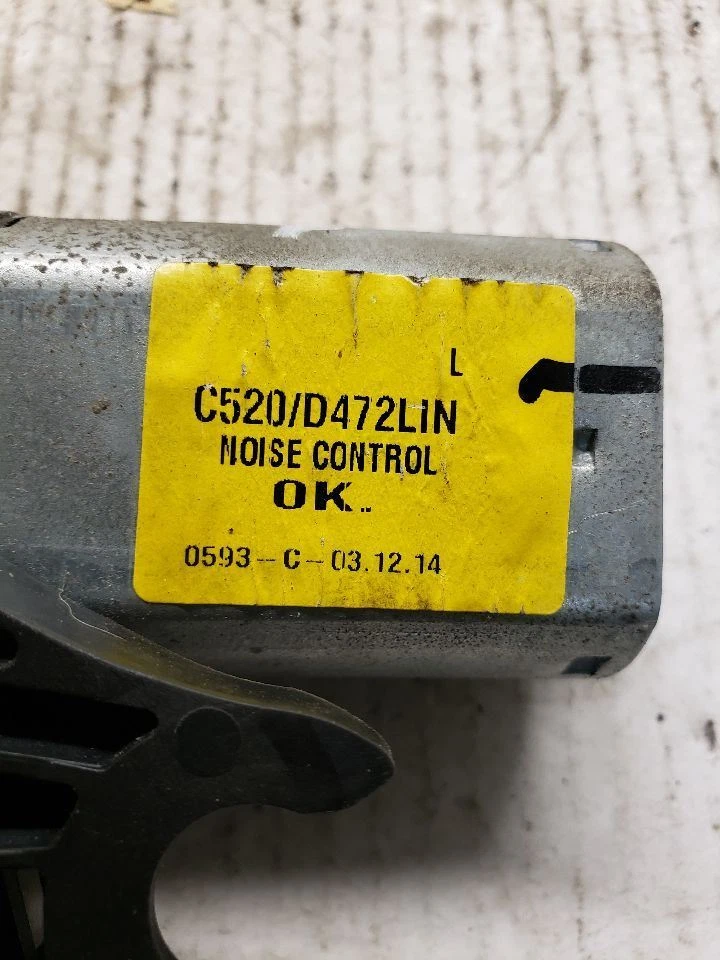 L
C520/D472LIN
NOISE CONTROL
OK..
0593-C-03.12.14